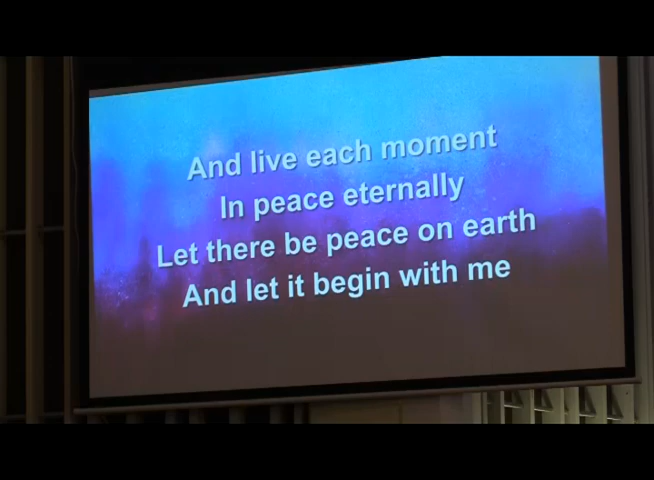 And live each moment
In peace eternally
Let there be peace on earth
And let it begin with me